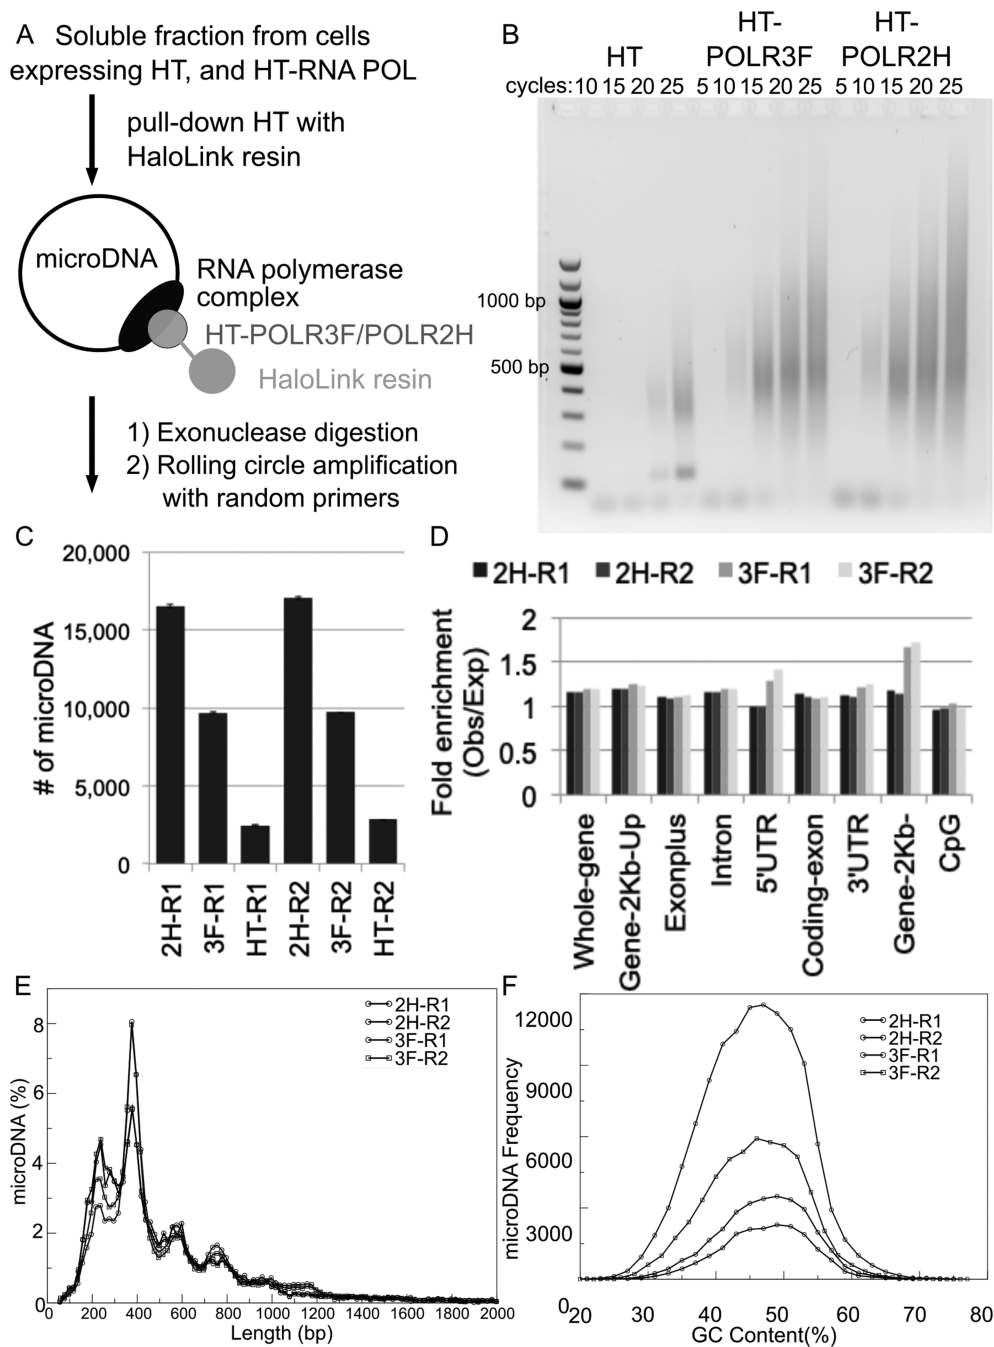 A Soluble fraction from cells
expressing HT, and HT-RNA POL
pull-down HT with
HaloLink resin
microDNA
RNA polymerase
complex
HT-POLR3F/POLR2H
HaloLink resin
1) Exonuclease digestion
2) Rolling circle amplification
with random primers
B
HT
HT-
POLR3F
HT-
POLR2H
cycles: 10 15 20 25 5 10 15 20 25 5 10 15 20 25
1000 bp
500 bp
C
# of microDNA
20,000
15,000
10,000
5,000
0
2H-R1
3F-R1
HT-R1
2H-R2
3F-R2
HT-R2
D
2H-R1 2H-R2 3F-R1 3F-R2
Fold enrichment
(Obs/Exp)
2
1.5
1
0.5
0
Whole-gene
Gene-2Kb-Up
Exonplus
Intron
5'UTR
Coding-exon
3'UTR
Gene-2Kb-
CpG
E
2H-R1
2H-R2
3F-R1
3F-R2
microDNA (%)
8
6
4
2
0
0 200 400 600 800 1000 1200 1400 1600 1800 2000
Length (bp)
F
2H-R1
2H-R2
3F-R1
3F-R2
microDNA Frequency
12000
9000
6000
3000
0
20 30 40 50 60 70 80
GC Content(%)